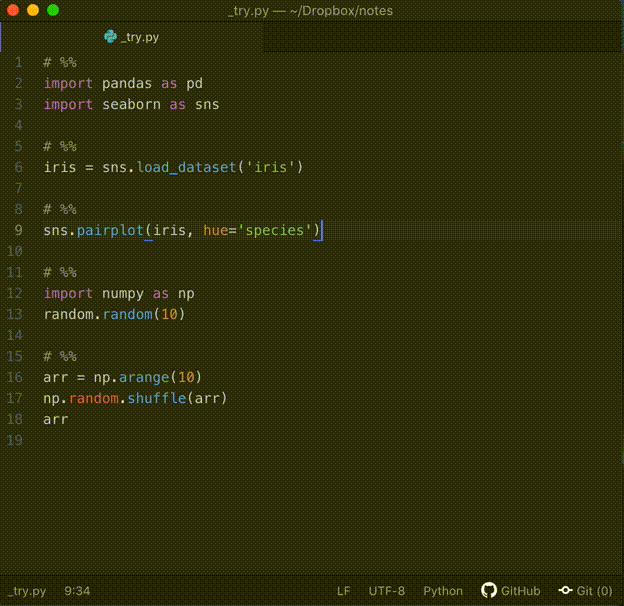 _try.py — ~/Dropbox/notes
_try.py
1 # %%
2 import pandas as pd
3 import seaborn as sns
4
5 # %%
6 iris = sns.load_dataset('iris')
7
8 # %%
9 sns.pairplot(iris, hue='species')
10
11 # %%
12 import numpy as np
13 random.random(10)
14
15 # %%
16 arr = np.arange(10)
17 np.random.shuffle(arr)
18 arr
19
_try.py 9:34 LF UTF-8 Python GitHub Git (0)